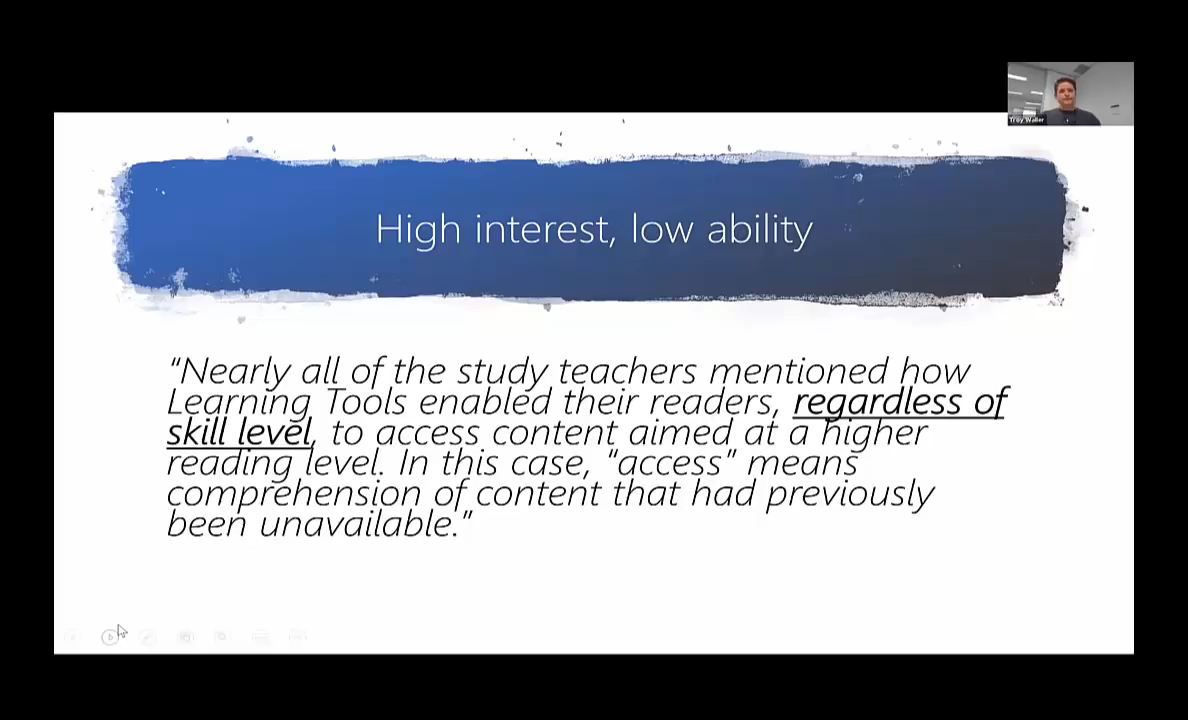 Troy Waller
High interest, low ability
“Nearly all of the study teachers mentioned how
Learning Tools enabled their readers, regardless of
skill level, to access content aimed at a higher
reading level. In this case, “access” means
comprehension of content that had previously
been unavailable.”